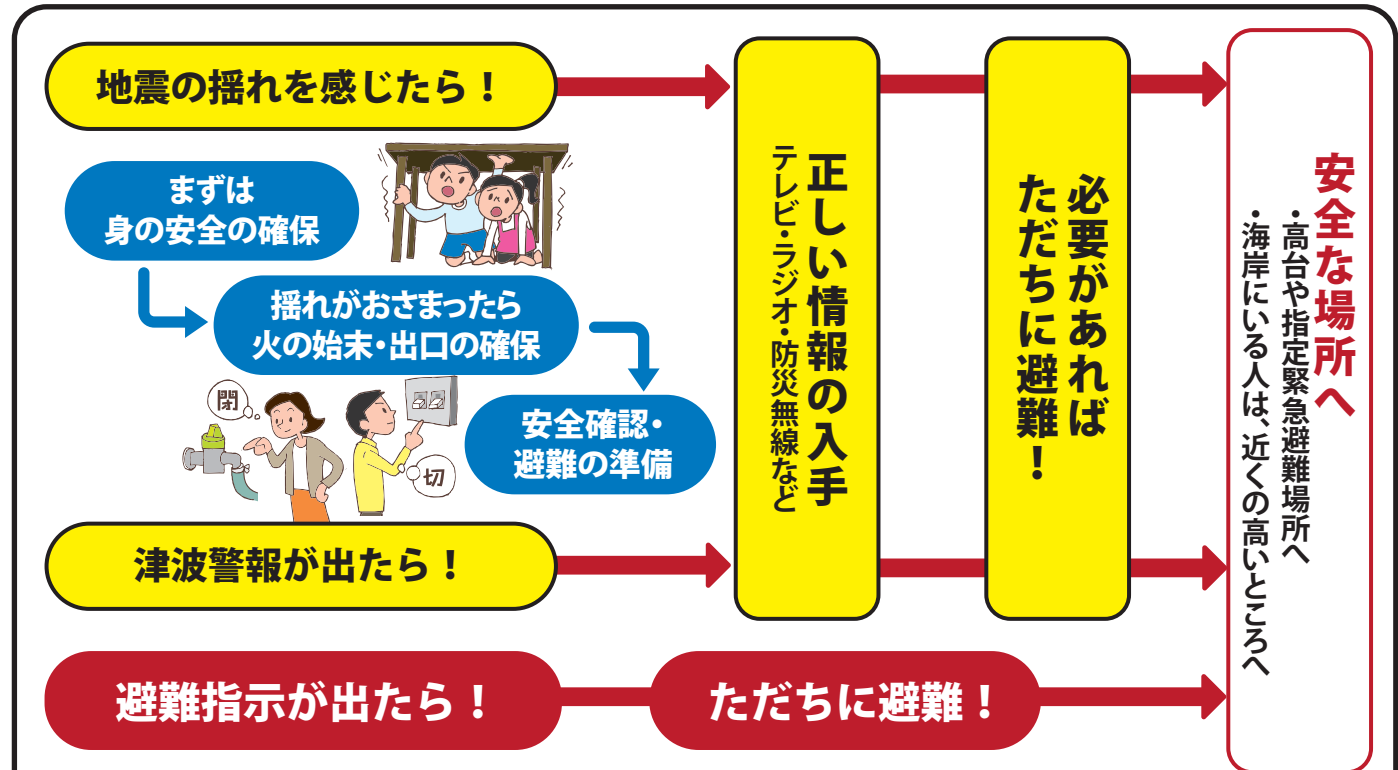 地震の揺れを感じたら！
まずは
身の安全の確保
揺れがおさまったら
火の始末・出口の確保
閉
切
安全確認・
避難の準備
津波警報が出たら！
正しい情報の入手
テレビ・ラジオ・防災無線など
必要があれば
ただちに避難！
避難指示が出たら！
ただちに避難！
安全な場所へ
・高台や指定緊急避難場所へ
・海岸にいる人は、近くの高いところへ